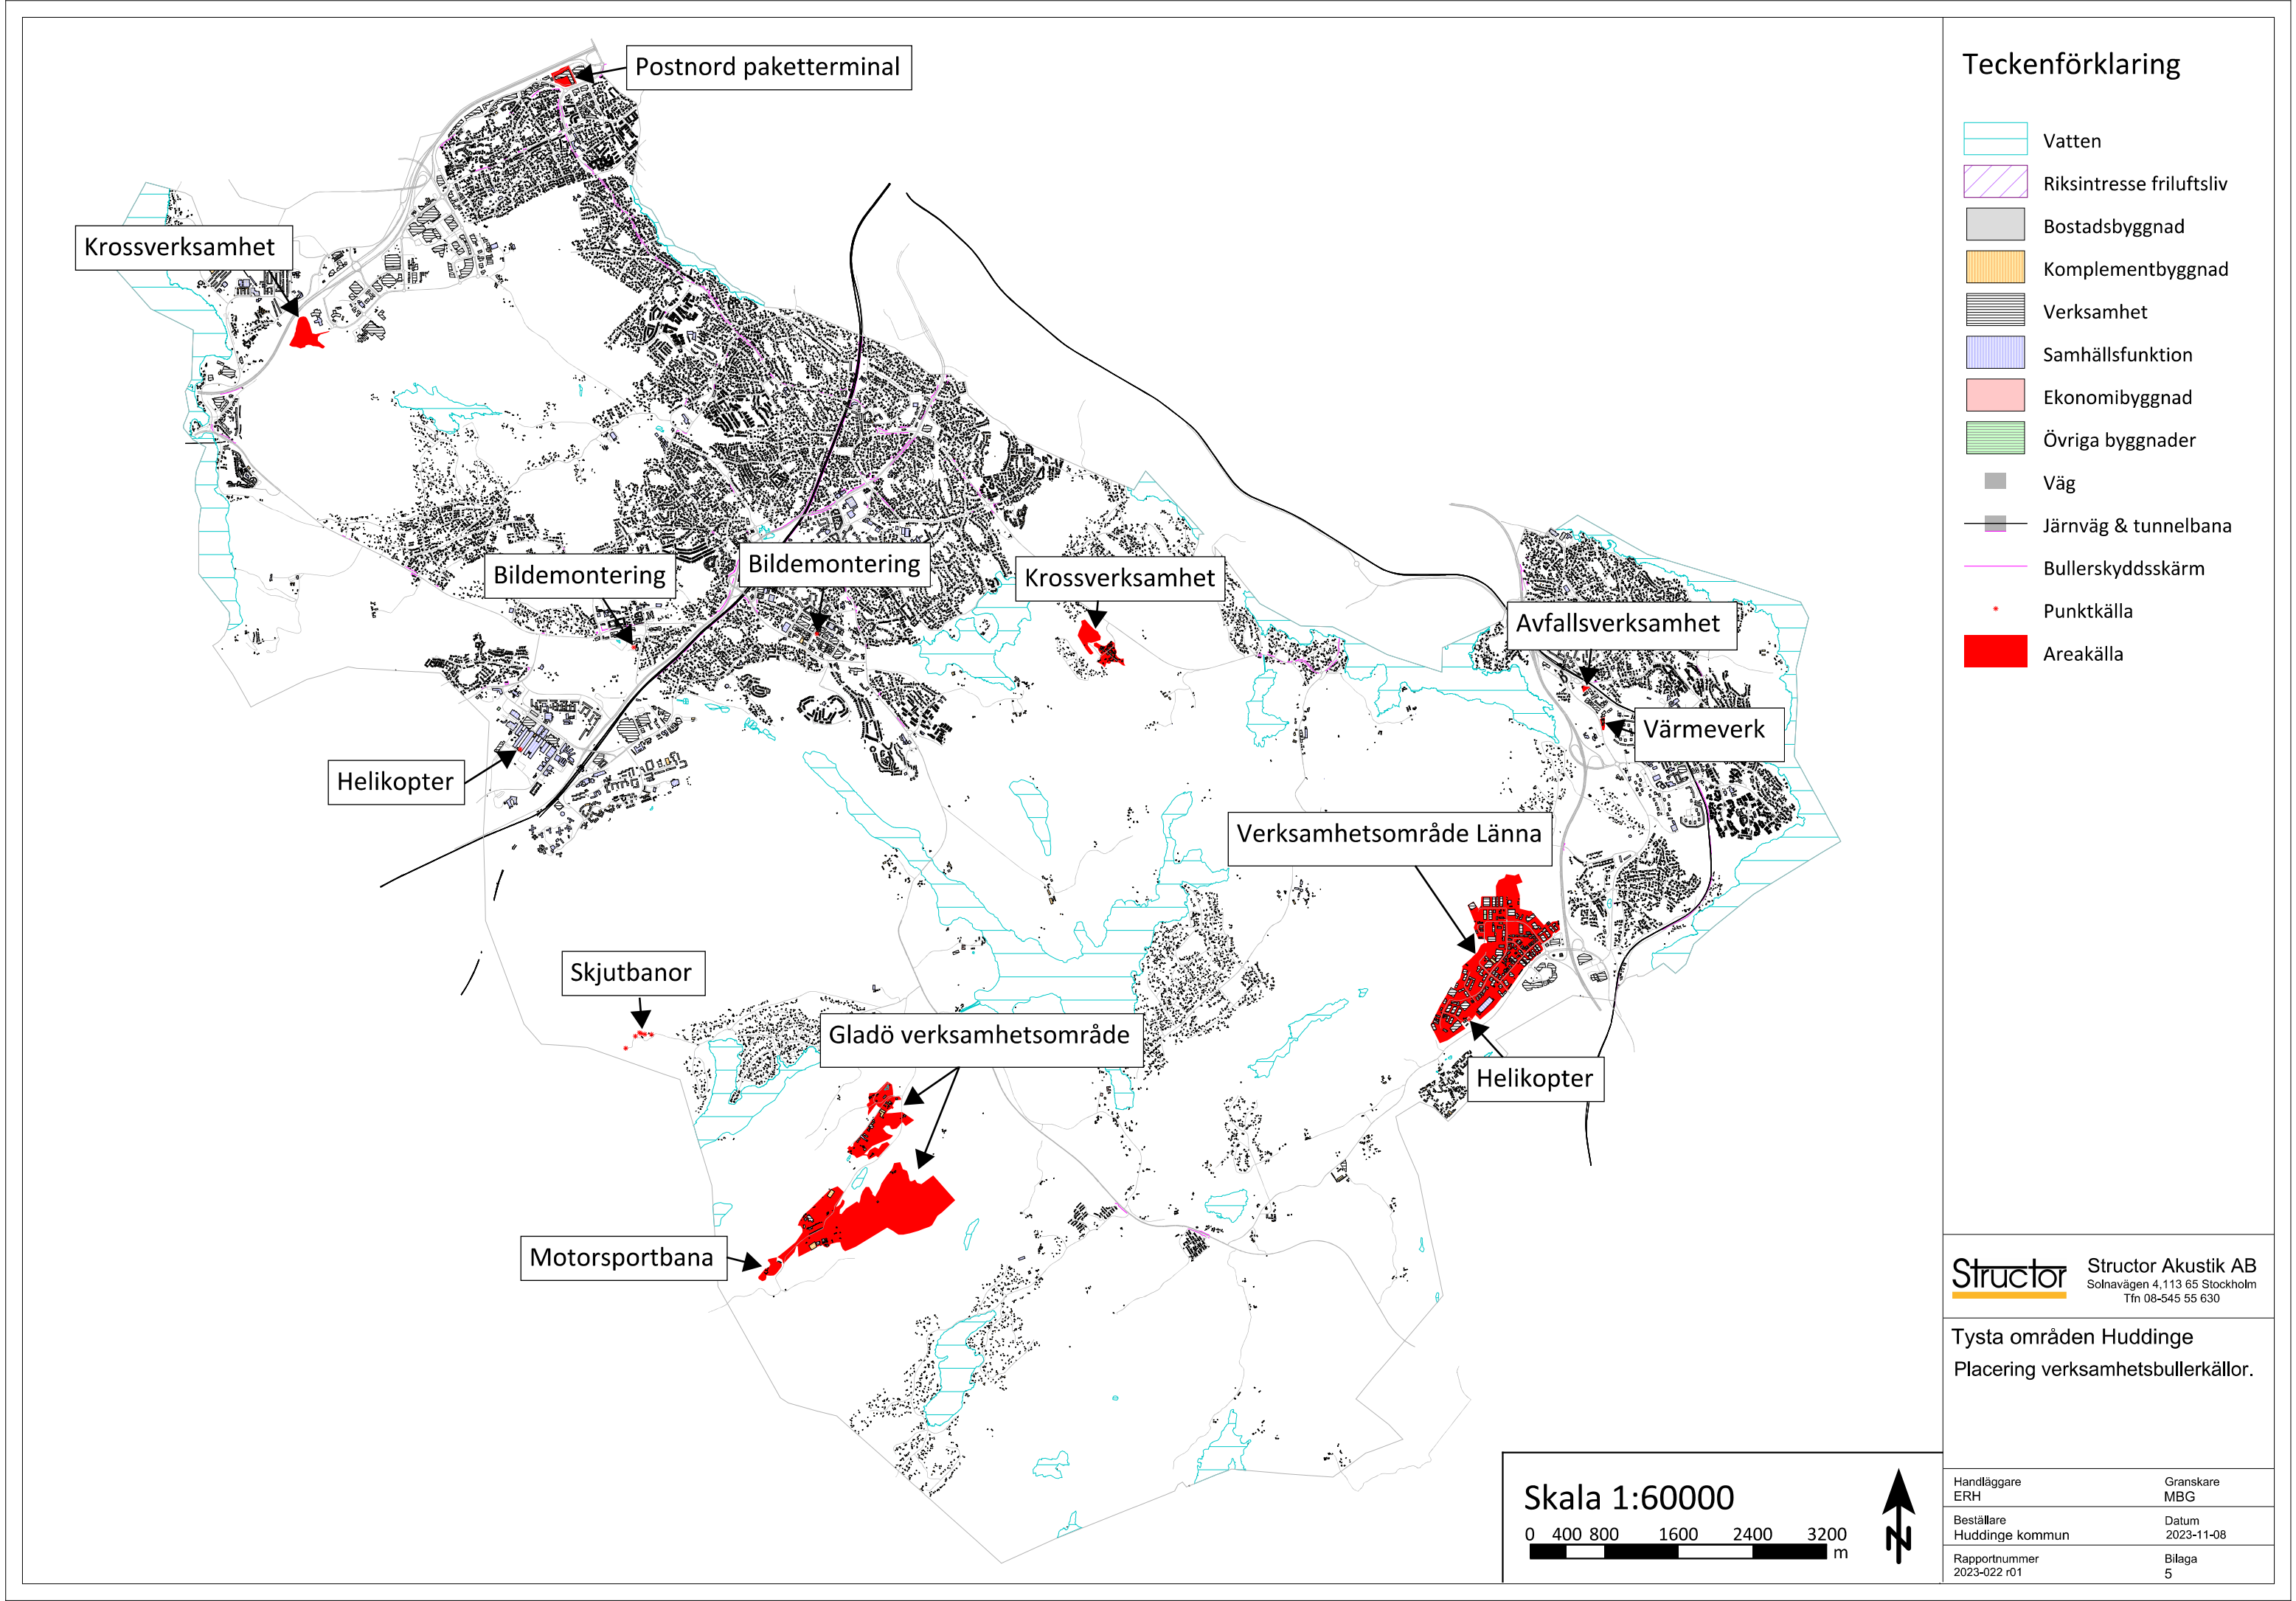 Postnord paketterminal
Krossverksamhet
Bildemontering
Bildemontering
Krossverksamhet
Avfallsverksamhet
Värmeverk
Helikopter
Verksamhetsområde Länna
Skjutbanor
Gladö verksamhetsområde
Helikopter
Motorsportbana
Teckenförklaring
Vatten
Riksintresse friluftsliv
Bostadsbyggnad
Komplementbyggnad
Verksamhet
Samhällsfunktion
Ekonomibyggnad
Övriga byggnader
Väg
Järnväg & tunnelbana
Bullerskyddsskärm
Punktkälla
Areakälla
Skala 1:60000
0 400 800 1600 2400 3200
m
N
Structor
Structor Akustik AB
Solnavägen 4,113 65 Stockholm
Tfn 08-545 55 630
Tysta områden Huddinge
Placering verksamhetsbullerkällor.
Handläggare Granskare
ERH MBG
Beställare Datum
Huddinge kommun 2023-11-08
Rapportnummer Bilaga
2023-022 r01 5